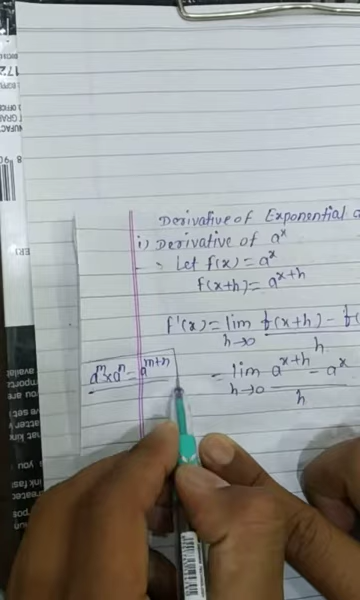 Derivative of Exponential
i) Derivative of a^x
Let f(x) = a^x
f(x+h) = a^{x+h}
f'(x) = lim h→0 f(x+h) - f( / h
a^m × a^n = a^{m+n}
= lim h→0 a^{x+h} - a^x / h